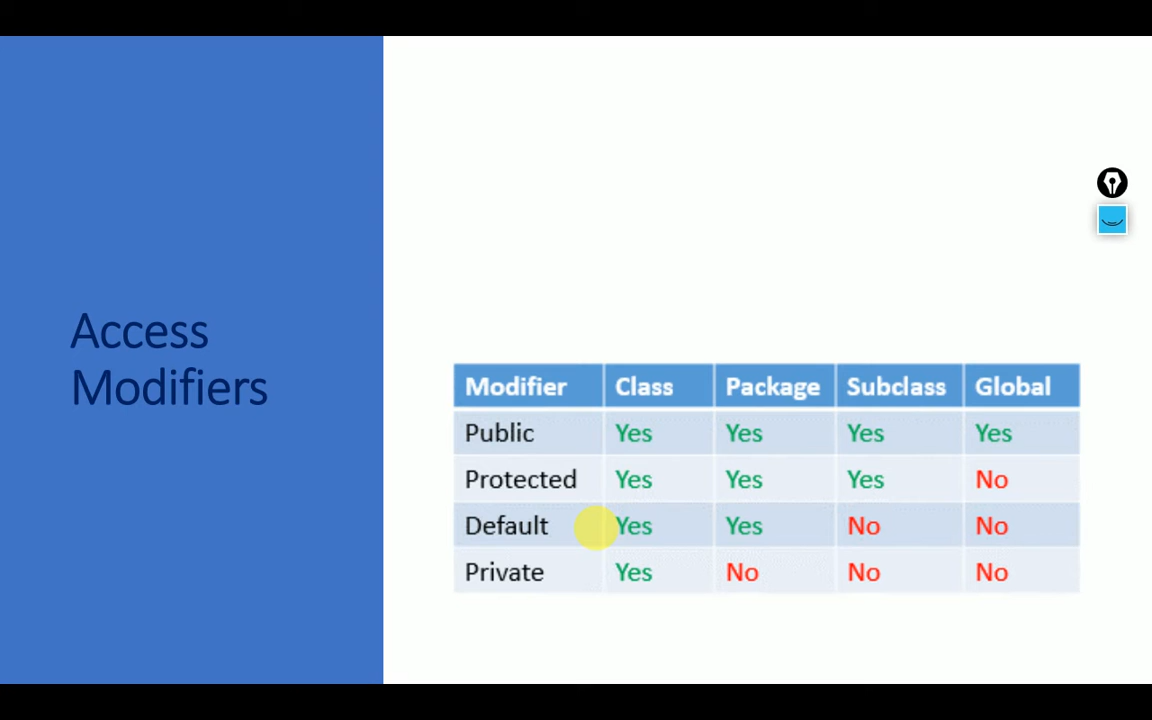 Access
Modifiers
Modifier Class Package Subclass Global
Public Yes Yes Yes Yes
Protected Yes Yes Yes No
Default Yes Yes No No
Private Yes No No No